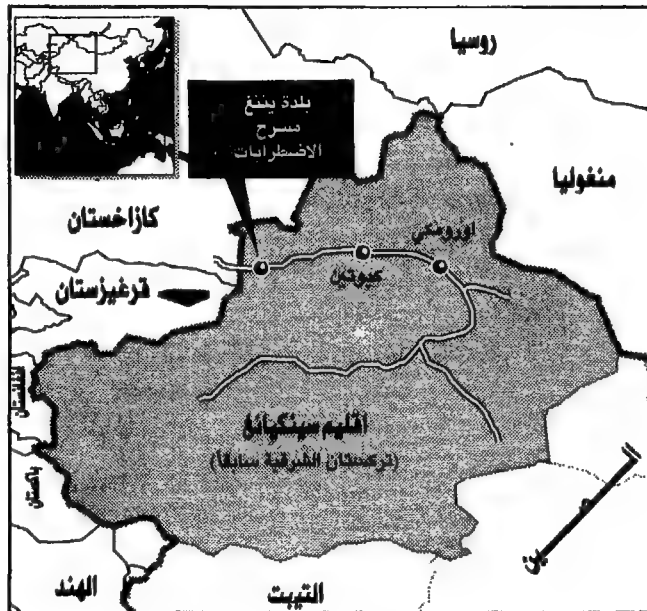 روسيا
بلدة يننغ
مسرح
الاضطرابات
منغوليا
كازاخستان
اورومكي
كيوتين
قرغيزستان
اقليم سينكيانغ
(تركستان الشرقية سابقاً)
باكستان
الصين
الهند
التيبت